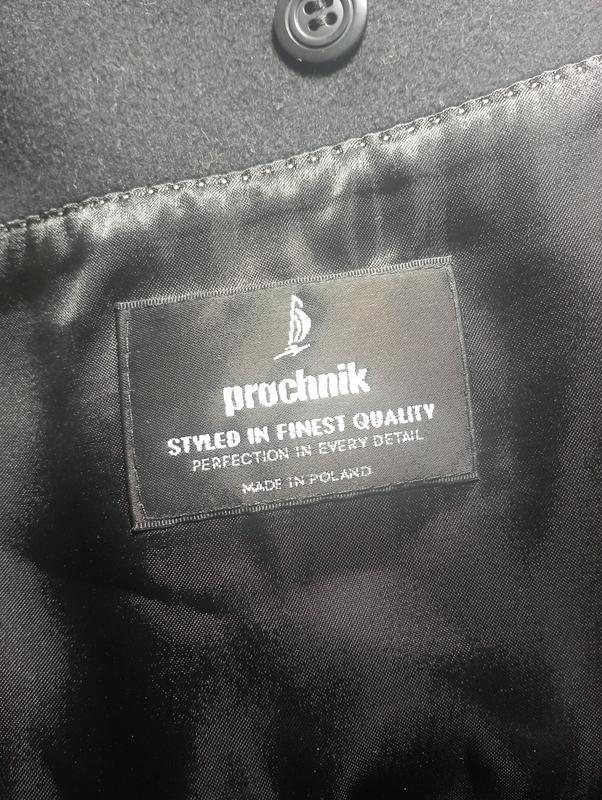 prochnik
STYLED IN FINEST QUALITY
PERFECTION IN EVERY DETAIL
MADE IN POLAND